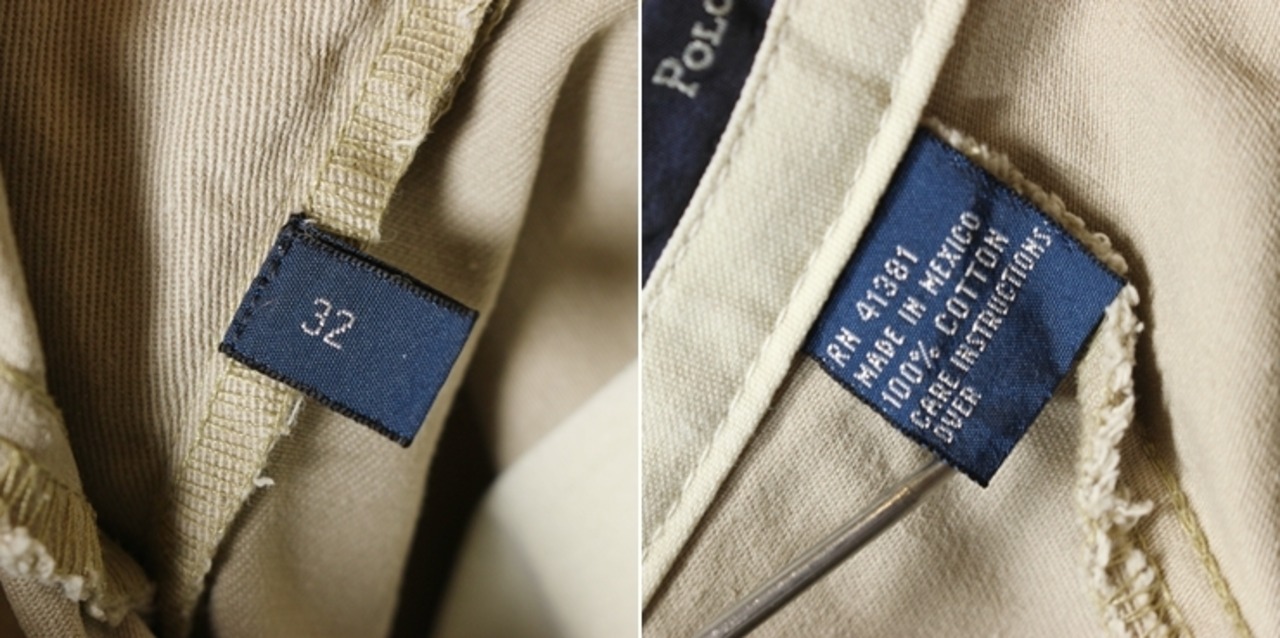 32
POLO
RN 41381
MADE IN MEXICO
100% COTTON
CARE INSTRUCTIONS
OVER